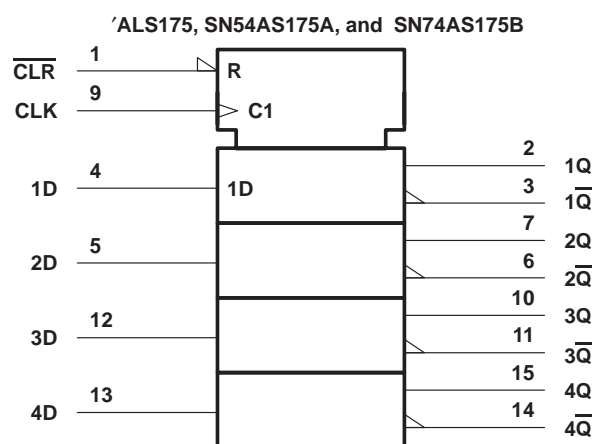 ′ALS175, SN54AS175A, and SN74AS175B
C̅L̅R̅ 1 R
CLK 9 C1
2 1Q
1D 4 1D
3 1Q̅
7 2Q
2D 5
6 2Q̅
10 3Q
3D 12
11 3Q̅
15 4Q
4D 13
14 4Q̅